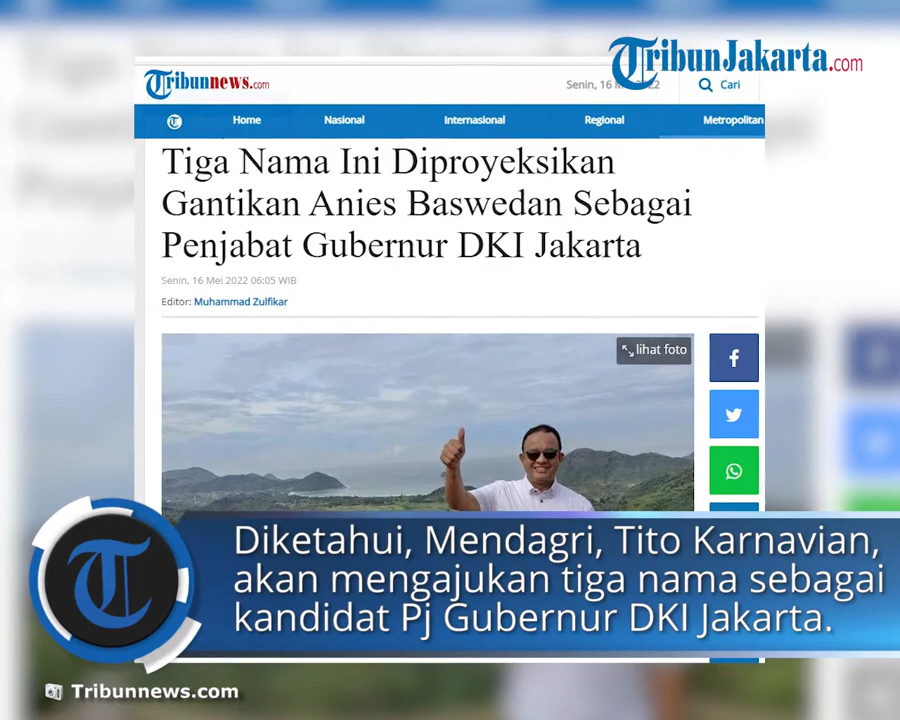 TribunJakarta.com
Tribunnews.com
Senin, 16 M 22
Cari
Home
Nasional
Internasional
Regional
Metropolitan
Tiga Nama Ini Diproyeksikan
Gantikan Anies Baswedan Sebagai
Penjabat Gubernur DKI Jakarta
Senin, 16 Mei 2022 06:05 WIB
Editor: Muhammad Zulfikar
lihat foto
Diketahui, Mendagri, Tito Karnavian,
akan mengajukan tiga nama sebagai
kandidat Pj Gubernur DKI Jakarta.
Tribunnews.com